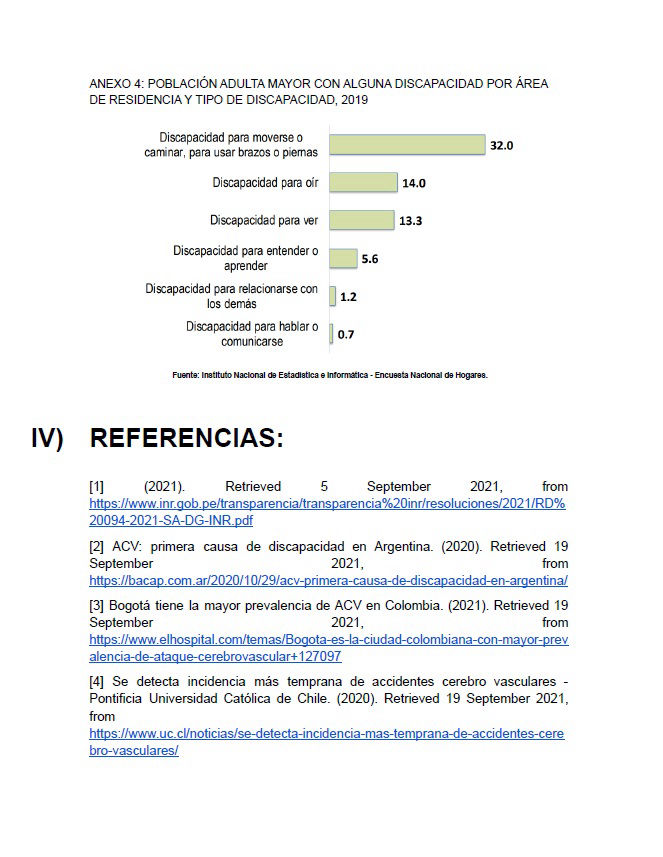 ANEXO 4: POBLACIÓN ADULTA MAYOR CON ALGUNA DISCAPACIDAD POR ÁREA
DE RESIDENCIA Y TIPO DE DISCAPACIDAD, 2019
Discapacidad para moverse o
caminar, para usar brazos o piernas
32.0
Discapacidad para oír
14.0
Discapacidad para ver
13.3
Discapacidad para entender o
aprender
5.6
Discapacidad para relacionarse con
los demás
1.2
Discapacidad para hablar o
comunicarse
0.7
Fuente: Instituto Nacional de Estadística e Informática - Encuesta Nacional de Hogares.
IV) REFERENCIAS:
[1] (2021). Retrieved 5 September 2021, from
https://www.inr.gob.pe/transparencia/transparencia%20inr/resoluciones/2021/RD%
20094-2021-SA-DG-INR.pdf
[2] ACV: primera causa de discapacidad en Argentina. (2020). Retrieved 19
September 2021, from
https://bacap.com.ar/2020/10/29/acv-primera-causa-de-discapacidad-en-argentina/
[3] Bogotá tiene la mayor prevalencia de ACV en Colombia. (2021). Retrieved 19
September 2021, from
https://www.elhospital.com/temas/Bogota-es-la-ciudad-colombiana-con-mayor-prev
alencia-de-ataque-cerebrovascular+127097
[4] Se detecta incidencia más temprana de accidentes cerebro vasculares -
Pontificia Universidad Católica de Chile. (2020). Retrieved 19 September 2021,
from
https://www.uc.cl/noticias/se-detecta-incidencia-mas-temprana-de-accidentes-cere
bro-vasculares/